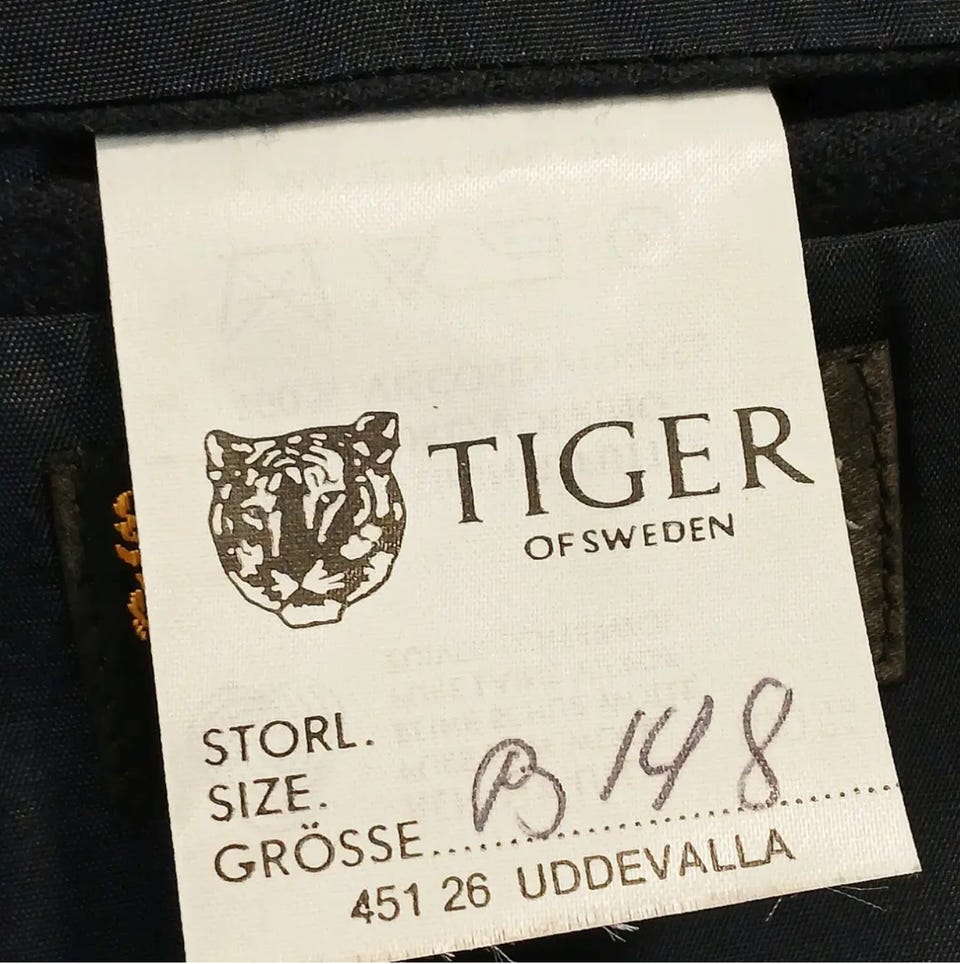 TIGER
OF SWEDEN
STORL.
SIZE.
GRÖSSE........ B 148
451 26 UDDEVALLA